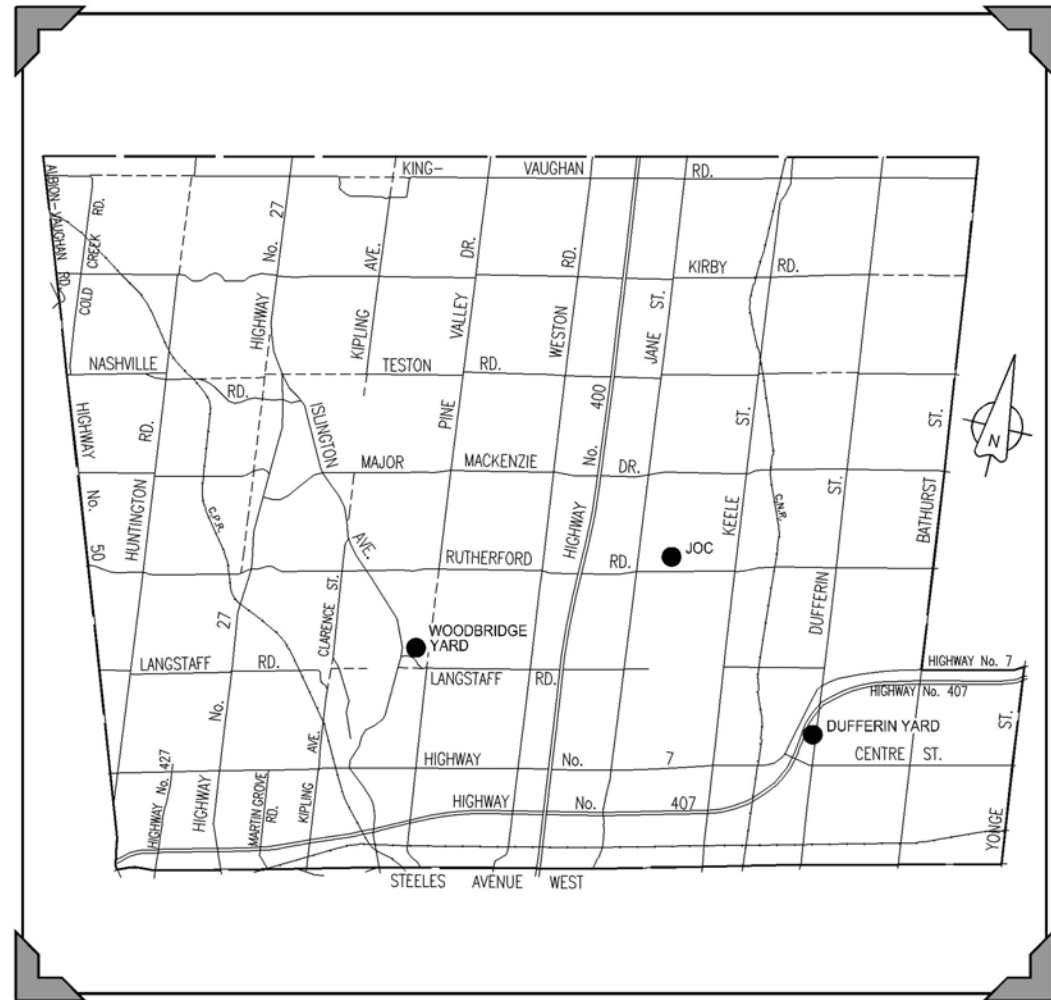 KING- VAUGHAN RD.
ALBION-VAUGHAN RD.
COLD CREEK RD.
HIGHWAY No. 27
KIPLING AVE.
PINE VALLEY DR.
WESTON RD.
KIRBY RD.
JANE ST.
NASHVILLE RD.
TESTON RD.
HIGHWAY No. 400
HIGHWAY No. 50
HUNTINGTON RD.
ISLINGTON AVE.
MAJOR MACKENZIE DR.
KEELE ST.
C.N.R.
DUFFERIN ST.
BATHURST ST.
N
C.P.R.
RUTHERFORD RD.
JOC
CLARENCE ST.
WOODBRIDGE
YARD
LANGSTAFF RD.
LANGSTAFF RD.
HIGHWAY No. 7
HIGHWAY No. 407
DUFFERIN YARD
CENTRE ST.
HIGHWAY No. 7
HIGHWAY No. 427
HIGHWAY No. 27
MARTIN GROVE
RD.
KIPLING AVE.
HIGHWAY No. 407
YONGE ST.
STEELES AVENUE WEST